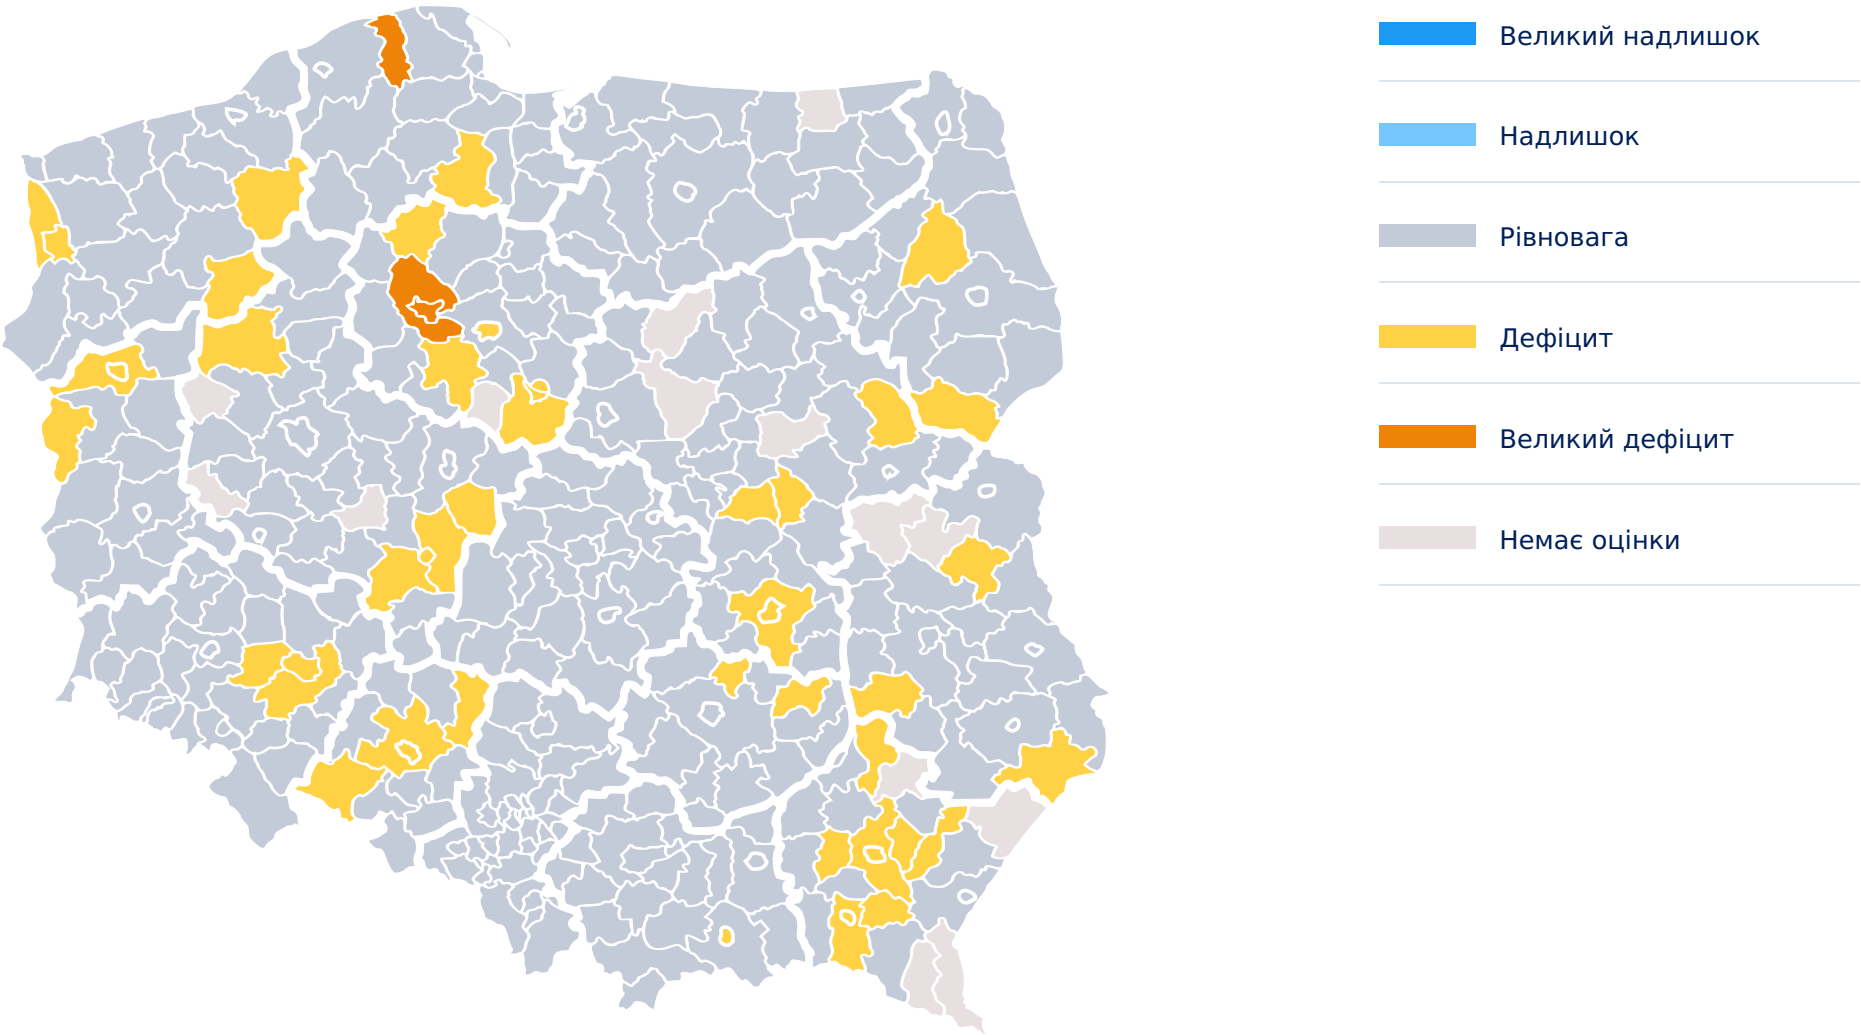 Великий надлишок
Надлишок
Рівновага
Дефіцит
Великий дефіцит
Немає оцінки